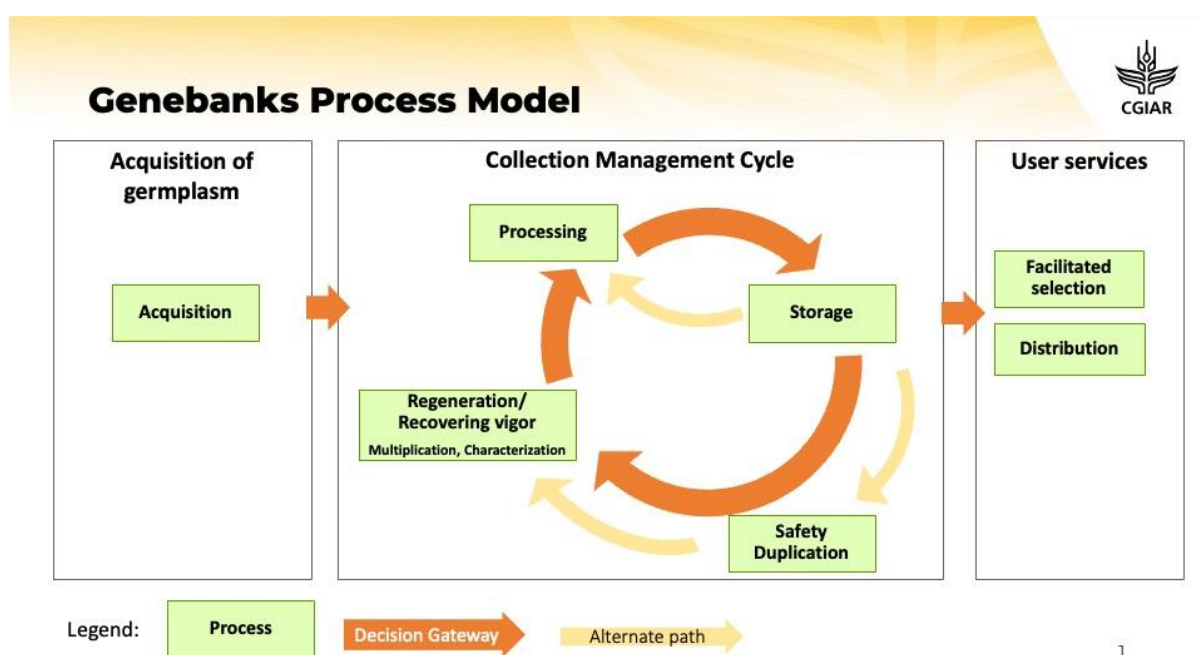 Genebanks Process Model
CGIAR
Acquisition of
germplasm
Acquisition
Collection Management Cycle
Processing
Storage
Regeneration/
Recovering vigor
Multiplication, Characterization
Safety
Duplication
User services
Facilitated
selection
Distribution
Legend:
Process
Decision Gateway
Alternate path
1